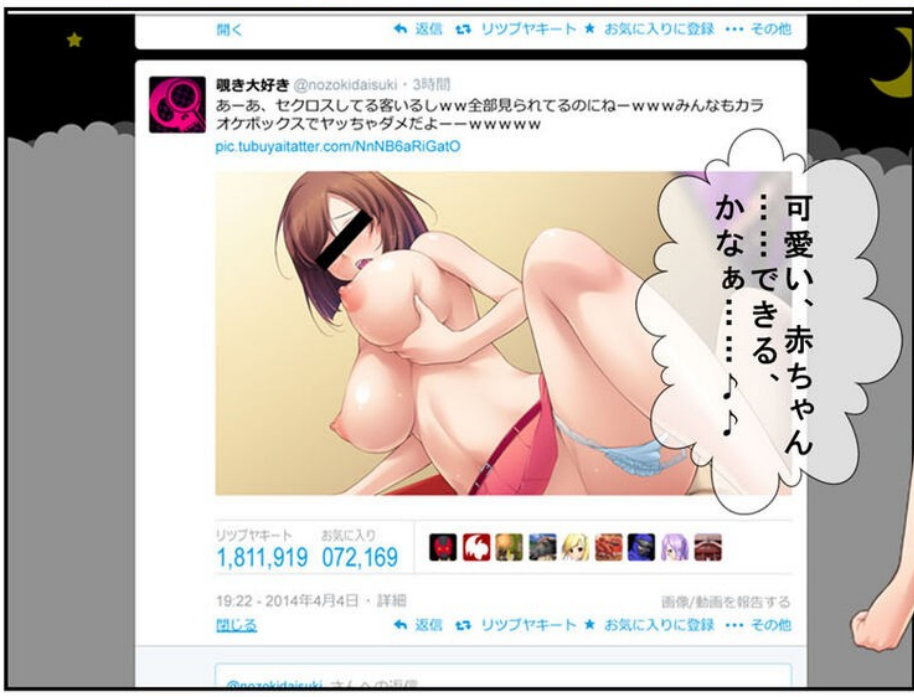 開く
返信 リツプヤキート お気に入りに登録 その他
覗き大好き @nozokidaisuki・3時間
あーあ、セクロスしてる客いるしｗｗ全部見られてるのにねーｗｗｗみんなもカラ
オケボックスでヤッちゃダメだよーーｗｗｗｗｗ
pic.tubuyaitatter.com/NnNB6aRiGatO
可愛い、赤ちゃん
……できる、
かなぁ……♪♪
リツプヤキート お気に入り
1,811,919 072,169
19:22 - 2014年4月4日・詳細
画像/動画を報告する
閉じる
返信 リツプヤキート お気に入りに登録 その他
@nozokidaisuki さんへの返信